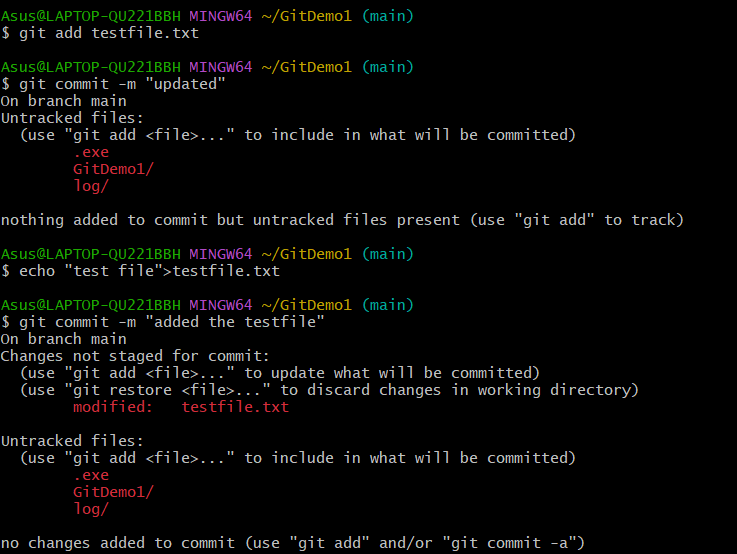 Asus@LAPTOP-QU221BBH MINGW64 ~/GitDemo1 (main)
$ git add testfile.txt
Asus@LAPTOP-QU221BBH MINGW64 ~/GitDemo1 (main)
$ git commit -m "updated"
On branch main
Untracked files:
  (use "git add <file>..." to include in what will be committed)
        .exe
        GitDemo1/
        log/
nothing added to commit but untracked files present (use "git add" to track)
Asus@LAPTOP-QU221BBH MINGW64 ~/GitDemo1 (main)
$ echo "test file">testfile.txt
Asus@LAPTOP-QU221BBH MINGW64 ~/GitDemo1 (main)
$ git commit -m "added the testfile"
On branch main
Changes not staged for commit:
  (use "git add <file>..." to update what will be committed)
  (use "git restore <file>..." to discard changes in working directory)
        modified:   testfile.txt
Untracked files:
  (use "git add <file>..." to include in what will be committed)
        .exe
        GitDemo1/
        log/
no changes added to commit (use "git add" and/or "git commit -a")